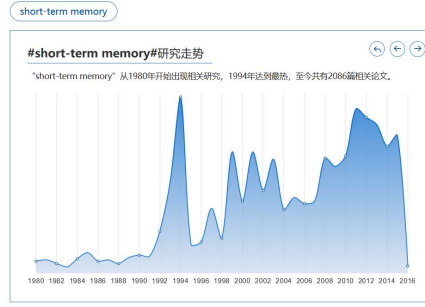 short-term memory
#short-term memory#研究走势
“short-term memory”从1980年开始出现相关研究，1994年达到最热，至今共有2086篇相关论文。
1980 1982 1984 1986 1988 1990 1992 1994 1996 1998 2000 2002 2004 2006 2008 2010 2012 2014 2016